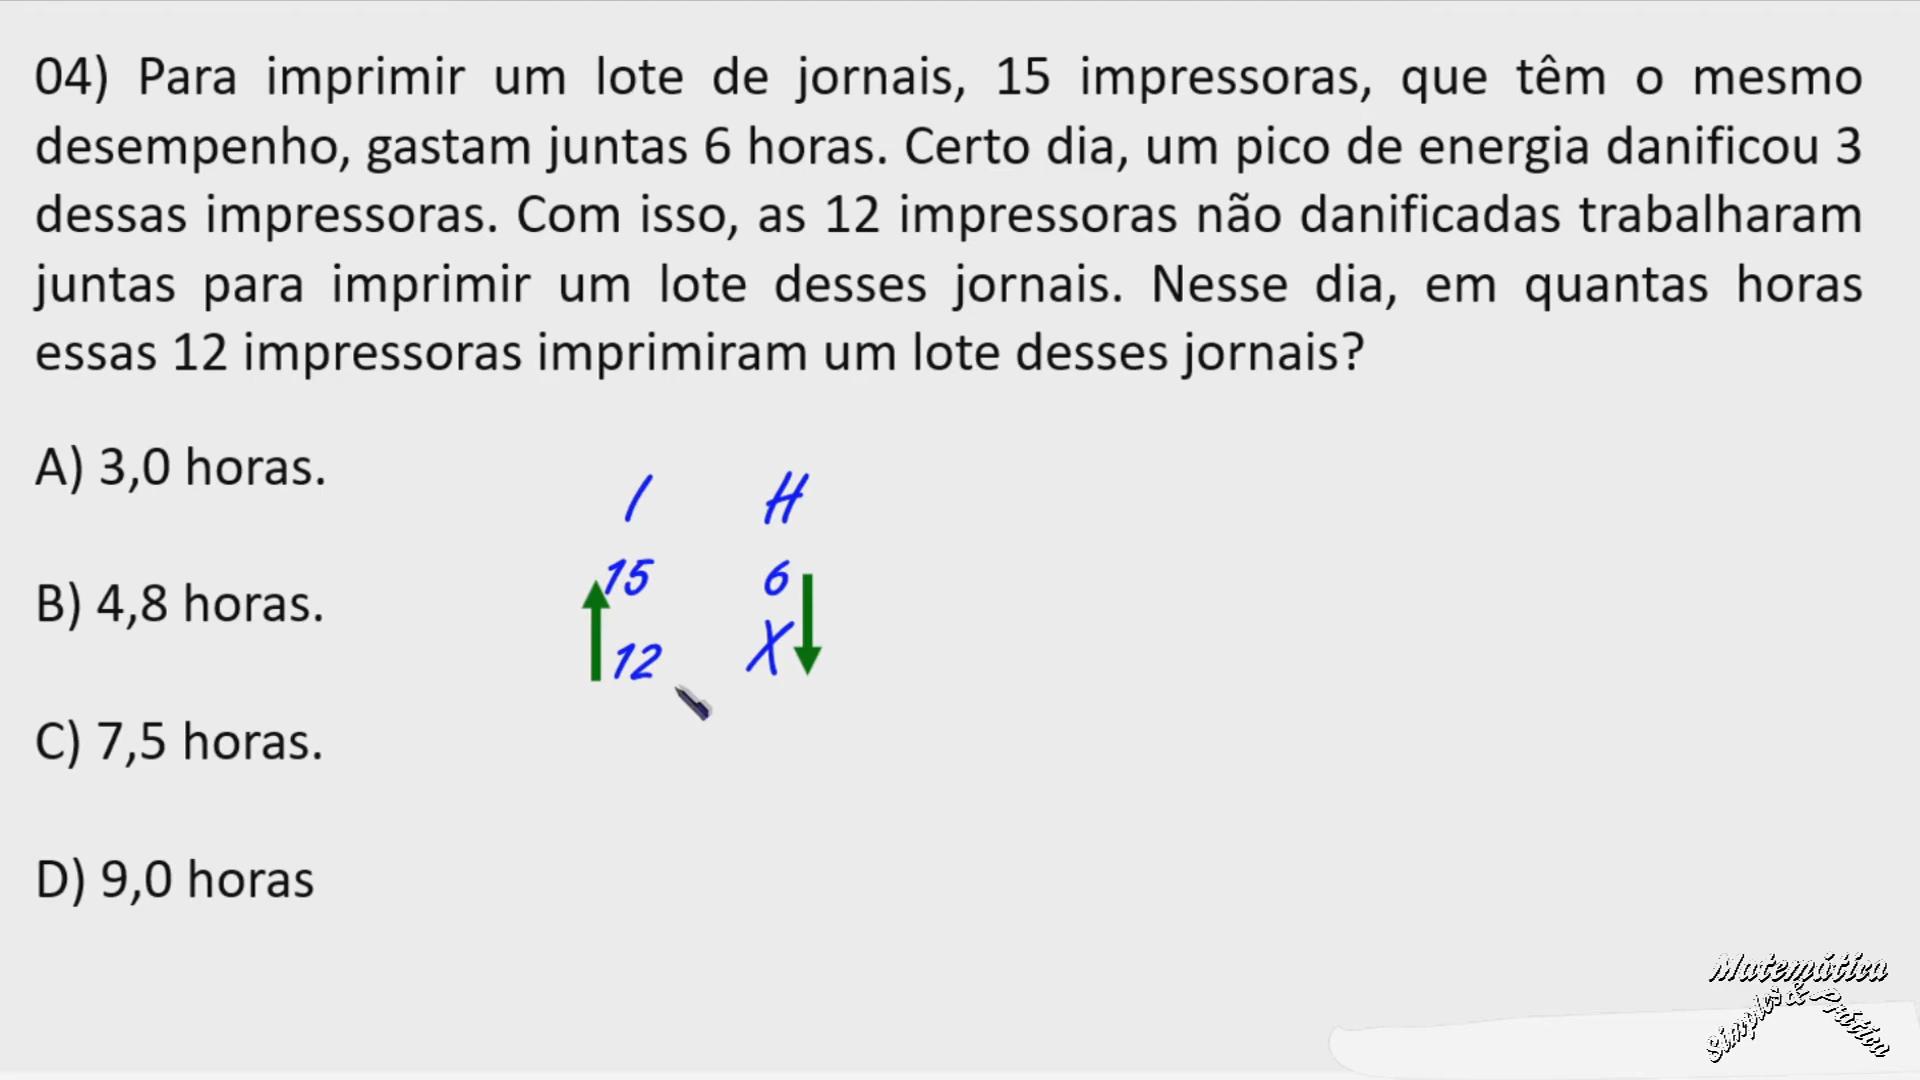 04) Para imprimir um lote de jornais, 15 impressoras, que têm o mesmo
desempenho, gastam juntas 6 horas. Certo dia, um pico de energia danificou 3
dessas impressoras. Com isso, as 12 impressoras não danificadas trabalharam
juntas para imprimir um lote desses jornais. Nesse dia, em quantas horas
essas 12 impressoras imprimiram um lote desses jornais?
A) 3,0 horas.
I H
15 6
B) 4,8 horas.
12 X
C) 7,5 horas.
D) 9,0 horas
Matemática
Simples & Prática